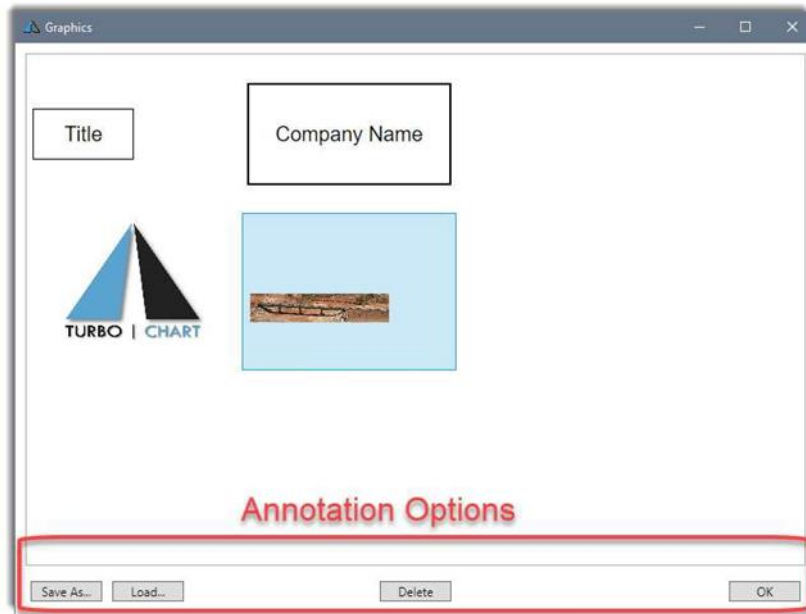 Graphics
Title
Company Name
TURBO | CHART
Annotation Options
Save As...
Load...
Delete
OK